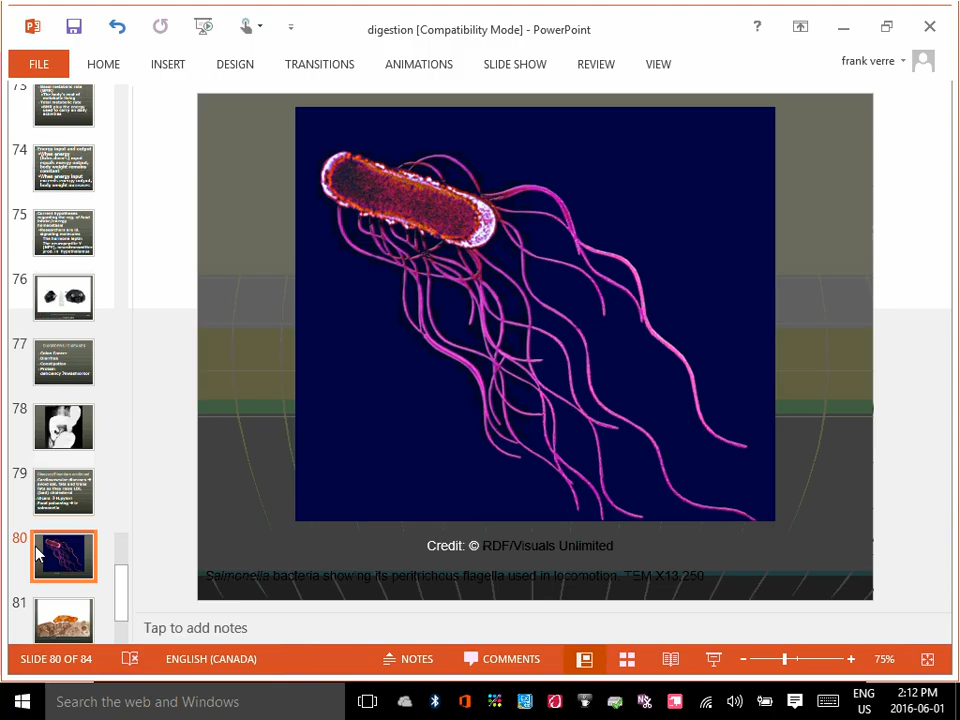 digestion [Compatibility Mode] - PowerPoint
?
FILE HOME INSERT DESIGN TRANSITIONS ANIMATIONS SLIDE SHOW REVIEW VIEW
frank verre
73
74
75
76
77
78
79
80
81
Credit: © RDF/Visuals Unlimited
Salmonella bacteria showing its peritrichous flagella used in locomotion. TEM X13,250
Tap to add notes
SLIDE 80 OF 84 ENGLISH (CANADA) NOTES COMMENTS 75%
Search the web and Windows
ENG
US
2:12 PM
2016-06-01